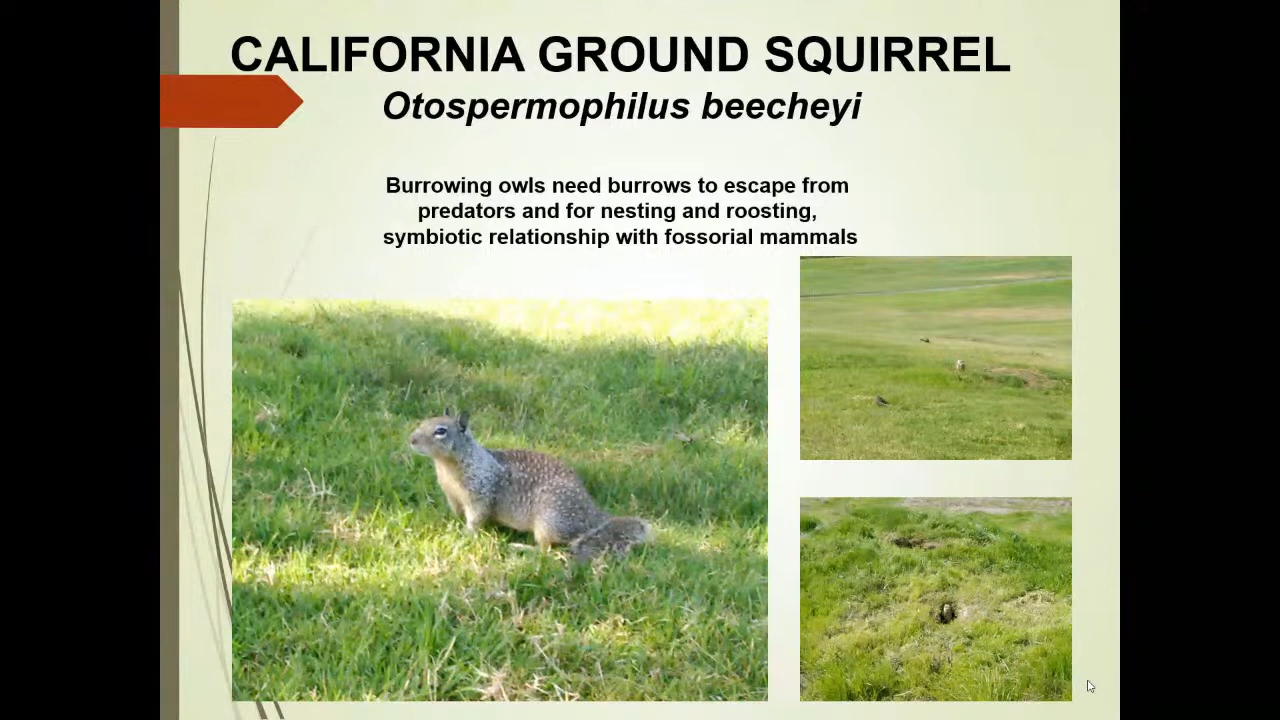 CALIFORNIA GROUND SQUIRREL
Otospermophilus beecheyi
Burrowing owls need burrows to escape from
predators and for nesting and roosting,
symbiotic relationship with fossorial mammals